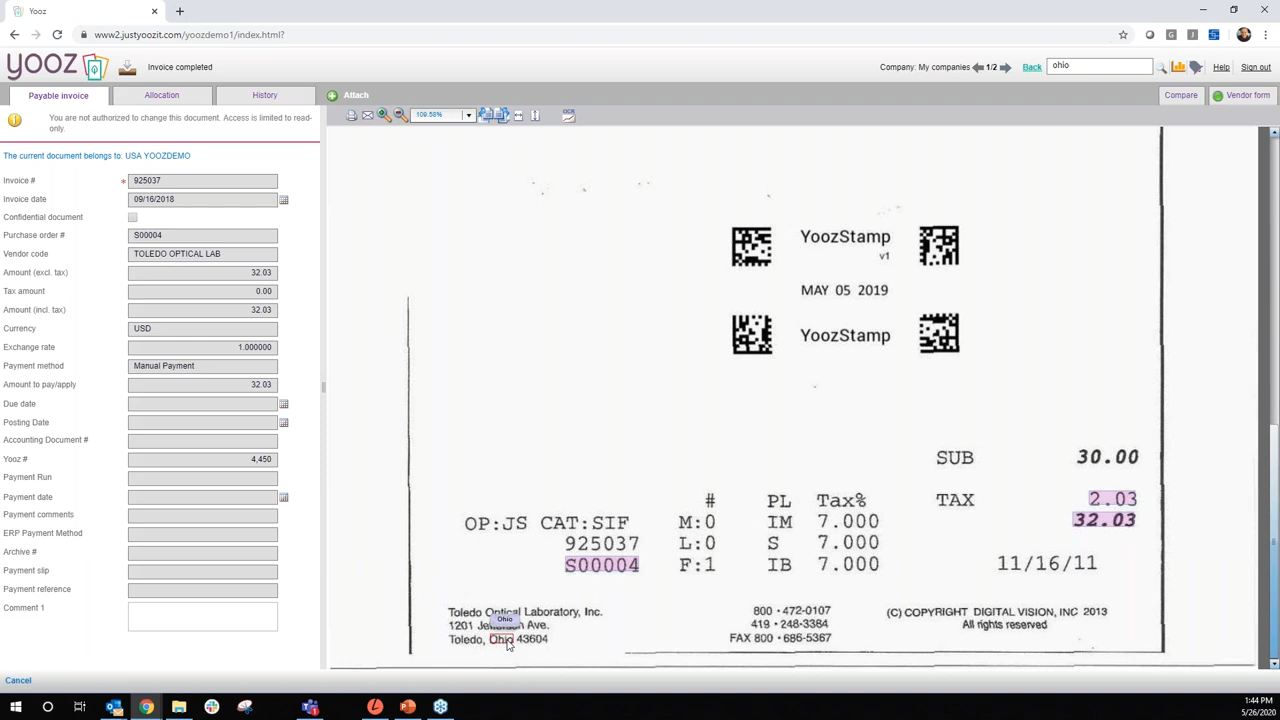 Yooz
www2.justyoozit.com/yoozdemo1/index.html?
yooz
Invoice completed
Company: My companies 1/2 Back ohio Help Sign out
Payable invoice Allocation History Attach Compare Vendor form
You are not authorized to change this document. Access is limited to read-
only.
109.58% OCR
The current document belongs to: USA YOOZDEMO
Invoice # * 925037
Invoice date 09/16/2018
Confidential document
Purchase order # S00004
Vendor code TOLEDO OPTICAL LAB
Amount (excl. tax) 32.03
Tax amount 0.00
Amount (incl. tax) 32.03
Currency USD
Exchange rate 1.000000
Payment method Manual Payment
Amount to pay/apply 32.03
Due date
Posting Date
Accounting Document #
Yooz # 4,450
Payment Run
Payment date
Payment comments
ERP Payment Method
Archive #
Payment slip
Payment reference
Comment 1
Cancel
YoozStamp
v1
MAY 05 2019
YoozStamp
SUB 30.00
# PL Tax% TAX 2.03
32.03
OP:JS CAT:SIF M:0 IM 7.000
925037 L:0 S 7.000
S00004 F:1 IB 7.000 11/16/11
Toledo Optical Laboratory, Inc. 800 · 472-0107 (C) COPYRIGHT DIGITAL VISION, INC 2013
Ohio
1201 Jefferson Ave. 419 · 248-3384 All rights reserved
Toledo, Ohio 43604 FAX 800 · 686-5367
1:44 PM
5/26/2020